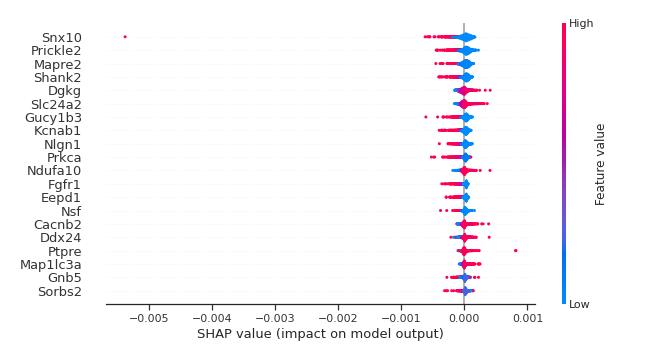 High
Snx10
Prickle2
Mapre2
Shank2
Dgkg
Slc24a2
Gucy1b3
Kcnab1
Nlgn1
Prkca
Ndufa10
Fgfr1
Eepd1
Nsf
Cacnb2
Ddx24
Ptpre
Map1lc3a
Gnb5
Sorbs2
Feature value
Low
−0.005 −0.004 −0.003 −0.002 −0.001 0.000 0.001
SHAP value (impact on model output)